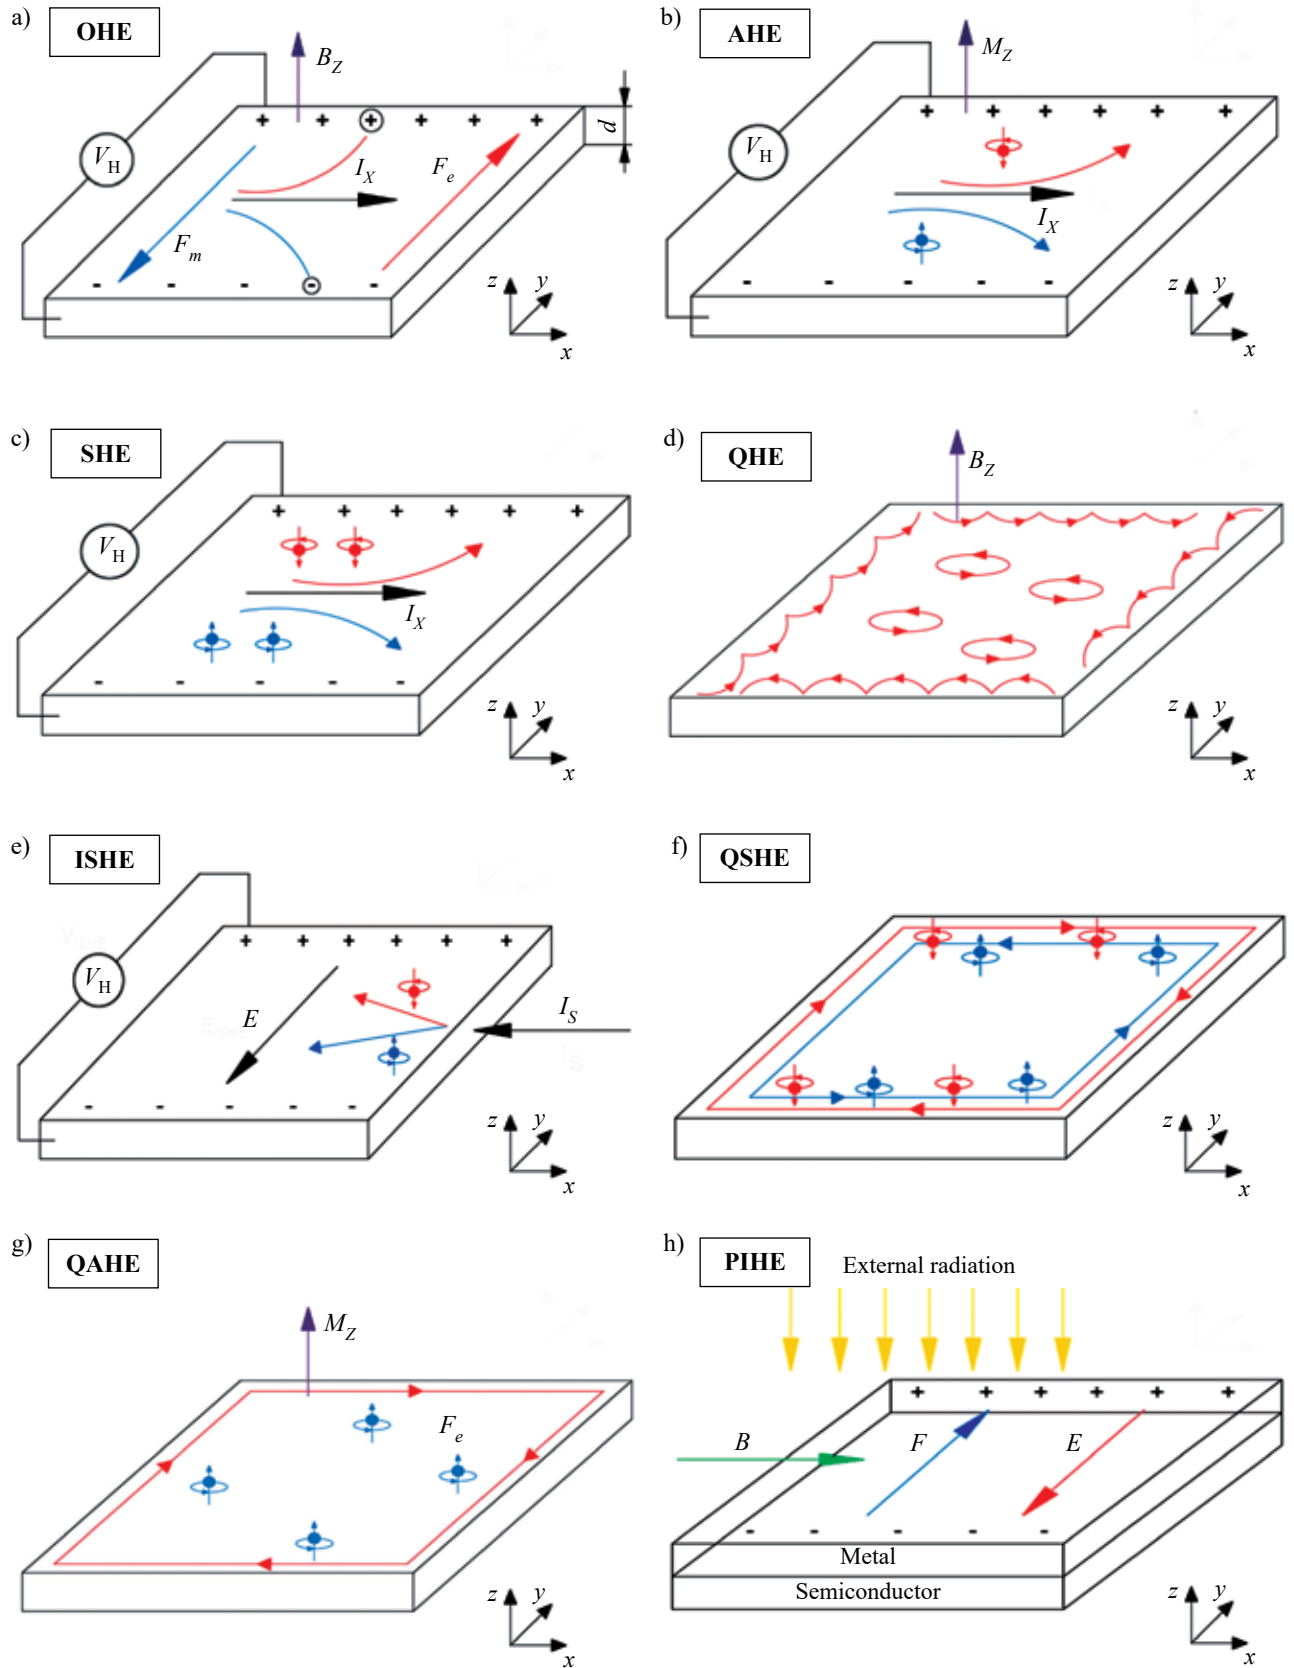 a) OHE
B_Z
d
V_H
I_X
F_e
F_m
+ + + + + +
- - - - -
z y x
b) AHE
M_Z
V_H
I_X
+ + + + + +
- - - - -
z y x
c) SHE
V_H
I_X
+ + + + + +
- - - - -
z y x
d) QHE
B_Z
z y x
e) ISHE
V_H
E
I_S
+ + + + + +
- - - - -
z y x
f) QSHE
z y x
g) QAHE
M_Z
F_e
z y x
h) PIHE
External radiation
B
F
E
+ + + + + +
- - - - -
Metal
Semiconductor
z y x